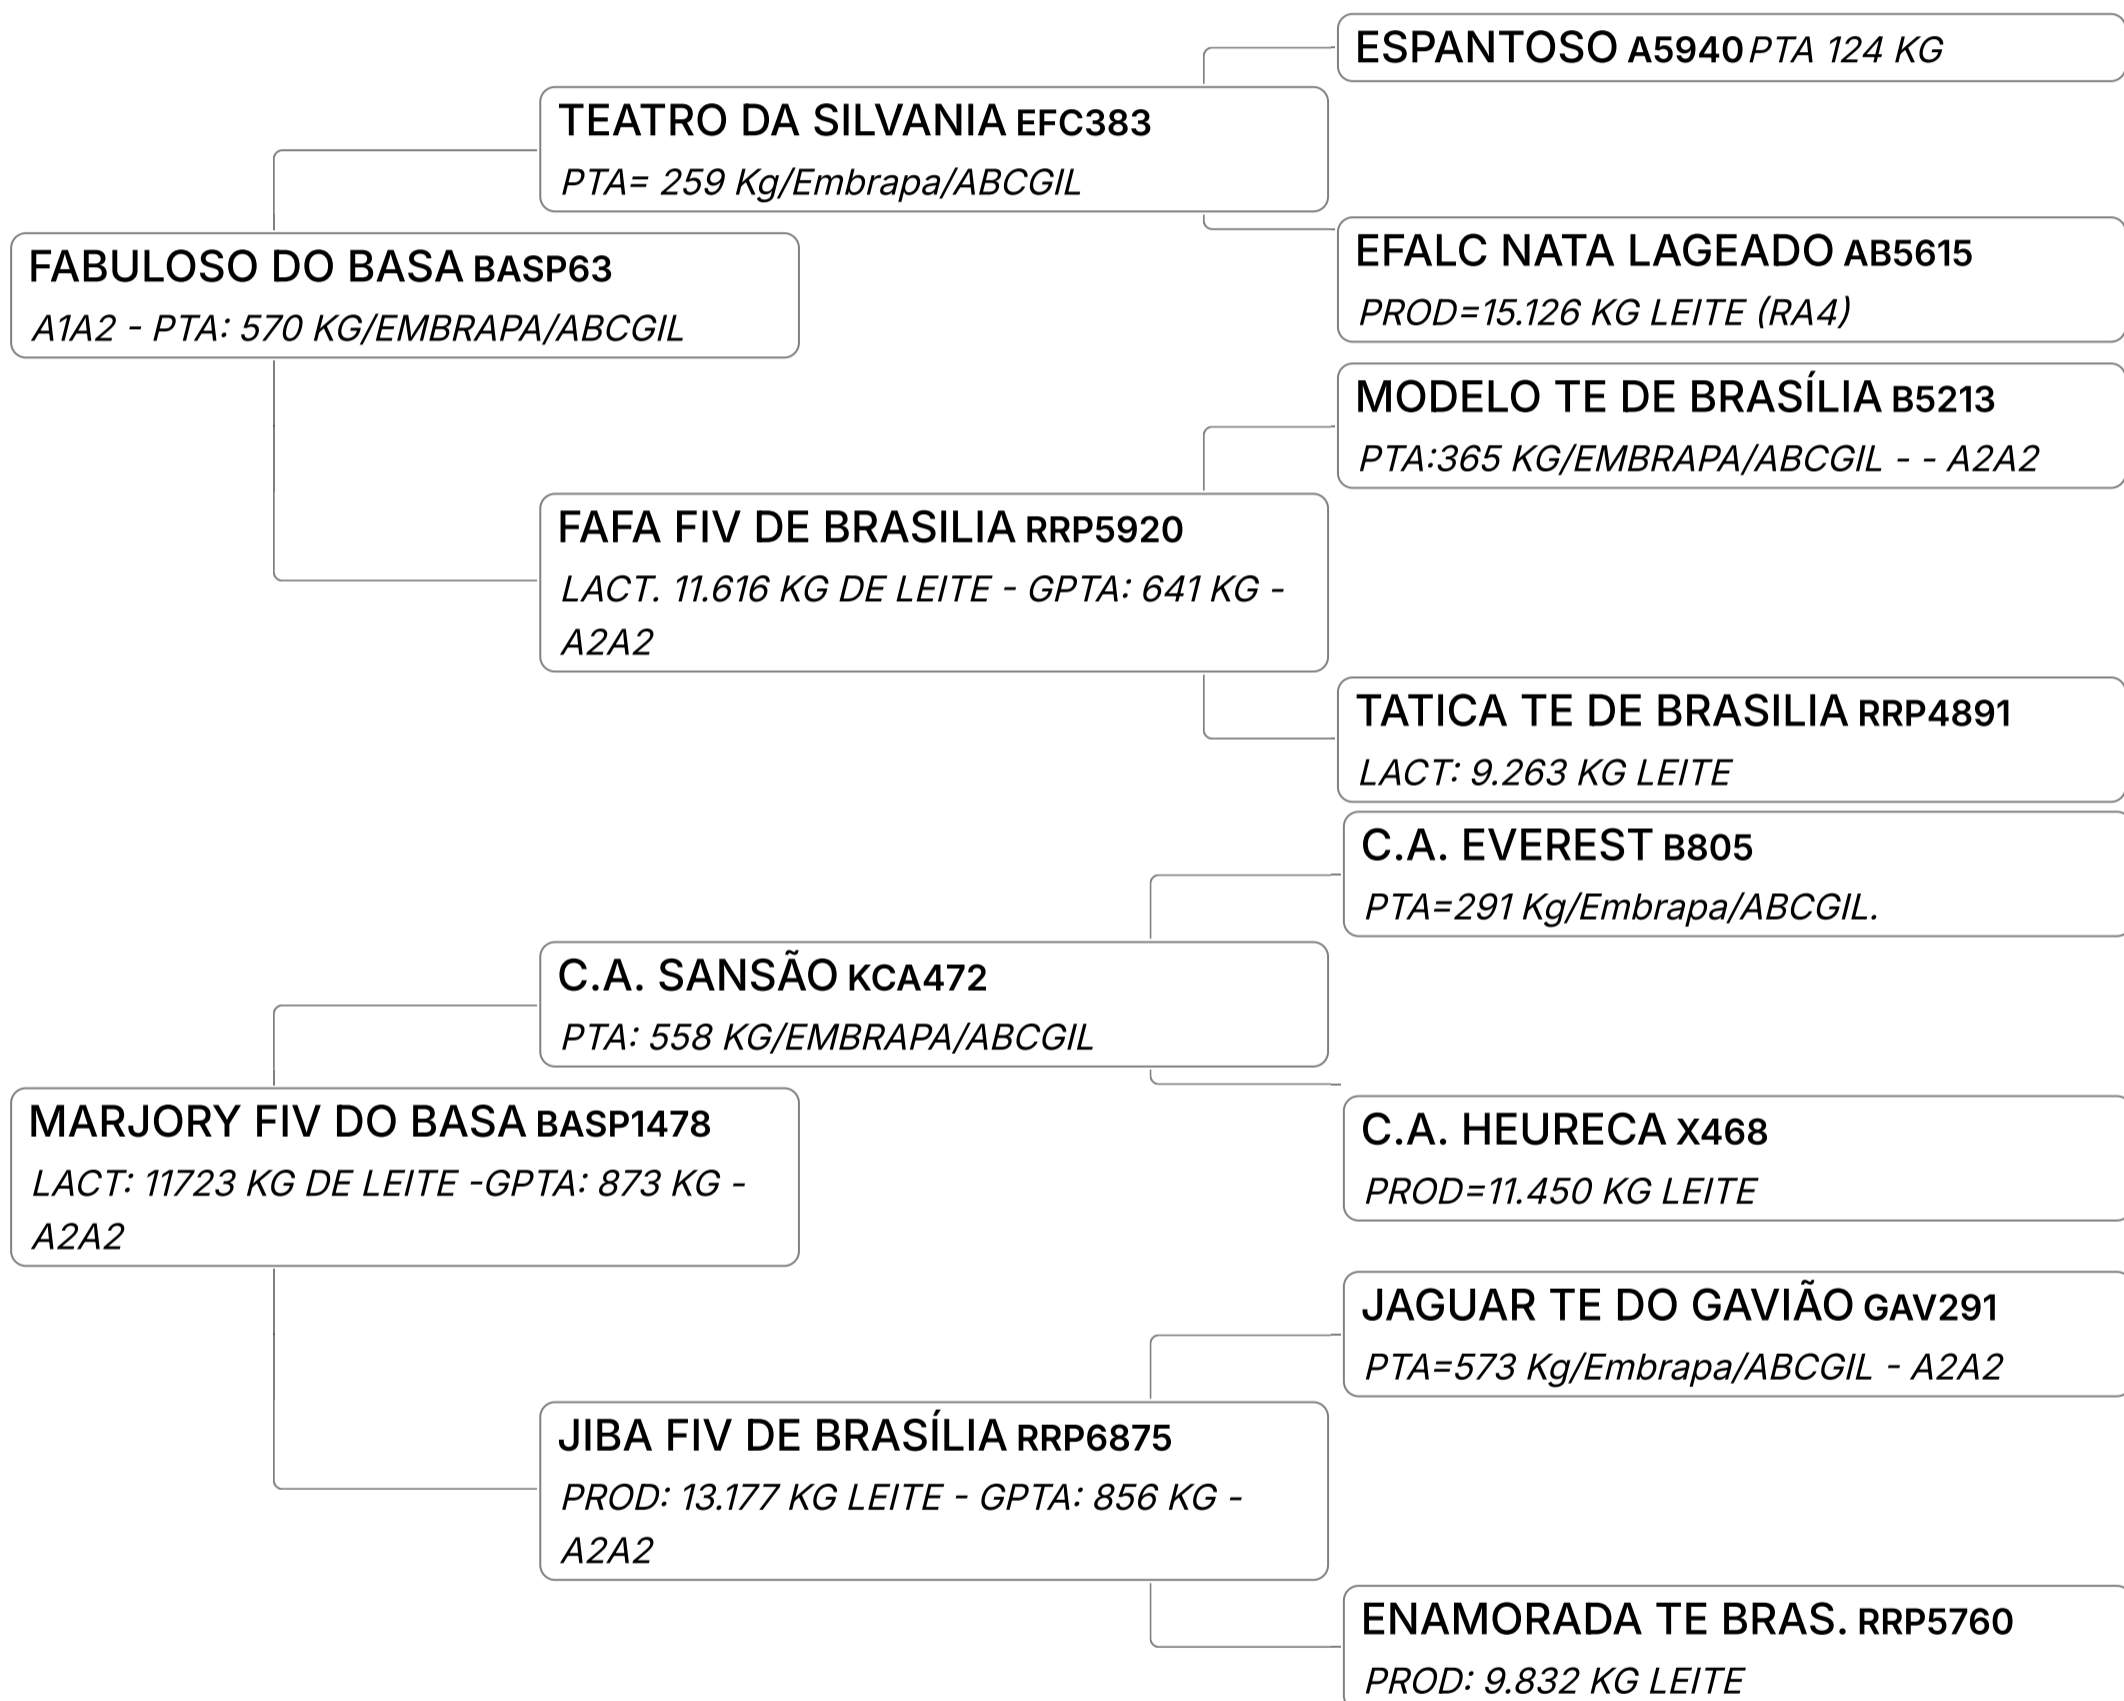 ESPANTOSO A5940 PTA 124 KG
TEATRO DA SILVANIA EFC383
PTA= 259 Kg/Embrapa/ABCGIL
EFALC NATA LAGEADO AB5615
PROD=15.126 KG LEITE (RA4)
FABULOSO DO BASA BASP63
A1A2 - PTA: 570 KG/EMBRAPA/ABCGIL
MODELO TE DE BRASÍLIA B5213
PTA:365 KG/EMBRAPA/ABCGIL - - A2A2
FAFA FIV DE BRASILIA RRP5920
LACT. 11.616 KG DE LEITE - GPTA: 641 KG -
A2A2
TATICA TE DE BRASILIA RRP4891
LACT: 9.263 KG LEITE
C.A. EVEREST B805
PTA=291 Kg/Embrapa/ABCGIL.
C.A. SANSÃO KCA472
PTA: 558 KG/EMBRAPA/ABCGIL
C.A. HEURECA X468
PROD=11.450 KG LEITE
MARJORY FIV DO BASA BASP1478
LACT: 11723 KG DE LEITE -GPTA: 873 KG -
A2A2
JAGUAR TE DO GAVIÃO GAV291
PTA=573 Kg/Embrapa/ABCGIL - A2A2
JIBA FIV DE BRASÍLIA RRP6875
PROD: 13.177 KG LEITE - GPTA: 856 KG -
A2A2
ENAMORADA TE BRAS. RRP5760
PROD: 9.832 KG LEITE